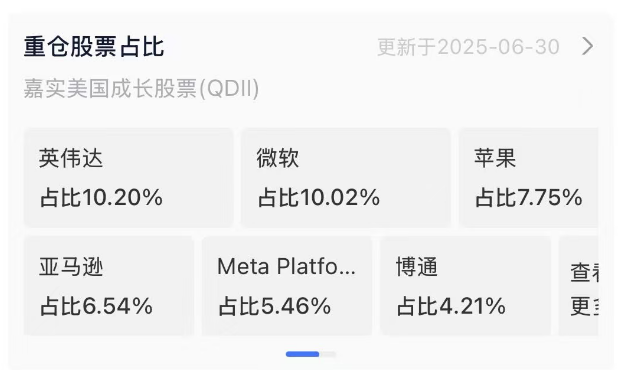 重仓股票占比
更新于2025-06-30
嘉实美国成长股票(QDII)
英伟达
占比10.20%
微软
占比10.02%
苹果
占比7.75%
亚马逊
占比6.54%
Meta Platfo...
占比5.46%
博通
占比4.21%
查看
更多